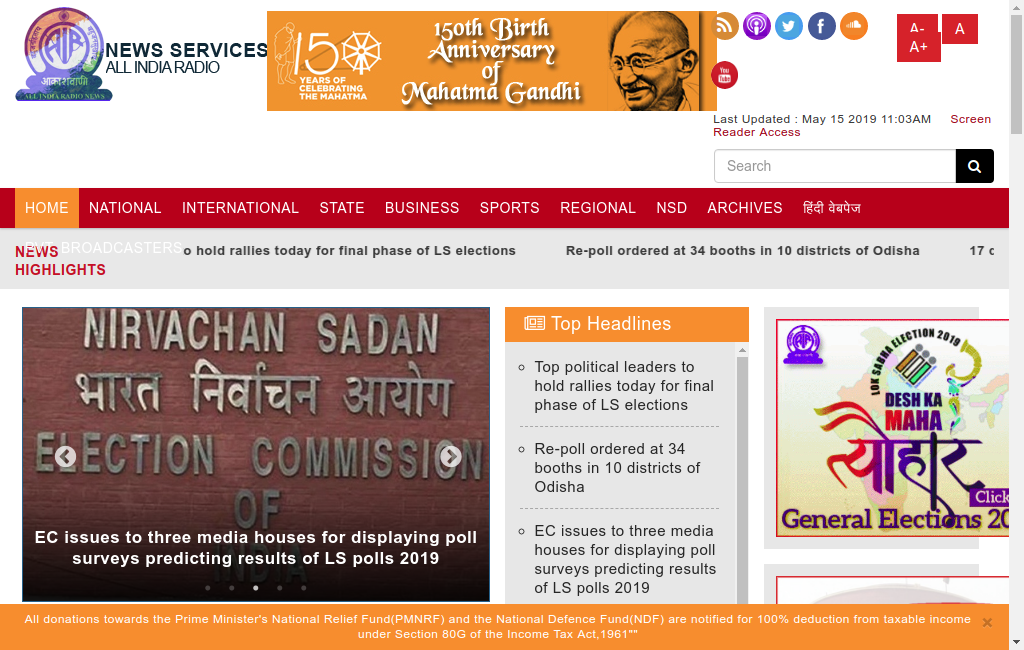 आकाशवाणी
ALL INDIA RADIO NEWS
NEWS SERVICES
ALL INDIA RADIO
150
YEARS OF
CELEBRATING
THE MAHATMA
150th Birth
Anniversary
of
Mahatma Gandhi
You
Tube
A-
A+
A
Last Updated : May 15 2019 11:03AM Screen
Reader Access
Search
HOME NATIONAL INTERNATIONAL STATE BUSINESS SPORTS REGIONAL NSD ARCHIVES हिंदी वेबपेज
BROADCASTERS
NEWS
HIGHLIGHTS
o hold rallies today for final phase of LS elections Re-poll ordered at 34 booths in 10 districts of Odisha 17 c
NIRVACHAN SADAN
भारत निर्वाचन आयोग
ELECTION COMMISSION
OF
INDIA
EC issues to three media houses for displaying poll
surveys predicting results of LS polls 2019
Top Headlines
Top political leaders to
hold rallies today for final
phase of LS elections
Re-poll ordered at 34
booths in 10 districts of
Odisha
EC issues to three media
houses for displaying poll
surveys predicting results
of LS polls 2019
LOK SABHA ELECTION 2019
DESH KA
MAHA
त्योहार
Click
General Elections 20
All donations towards the Prime Minister's National Relief Fund(PMNRF) and the National Defence Fund(NDF) are notified for 100% deduction from taxable income
under Section 80G of the Income Tax Act,1961""
×